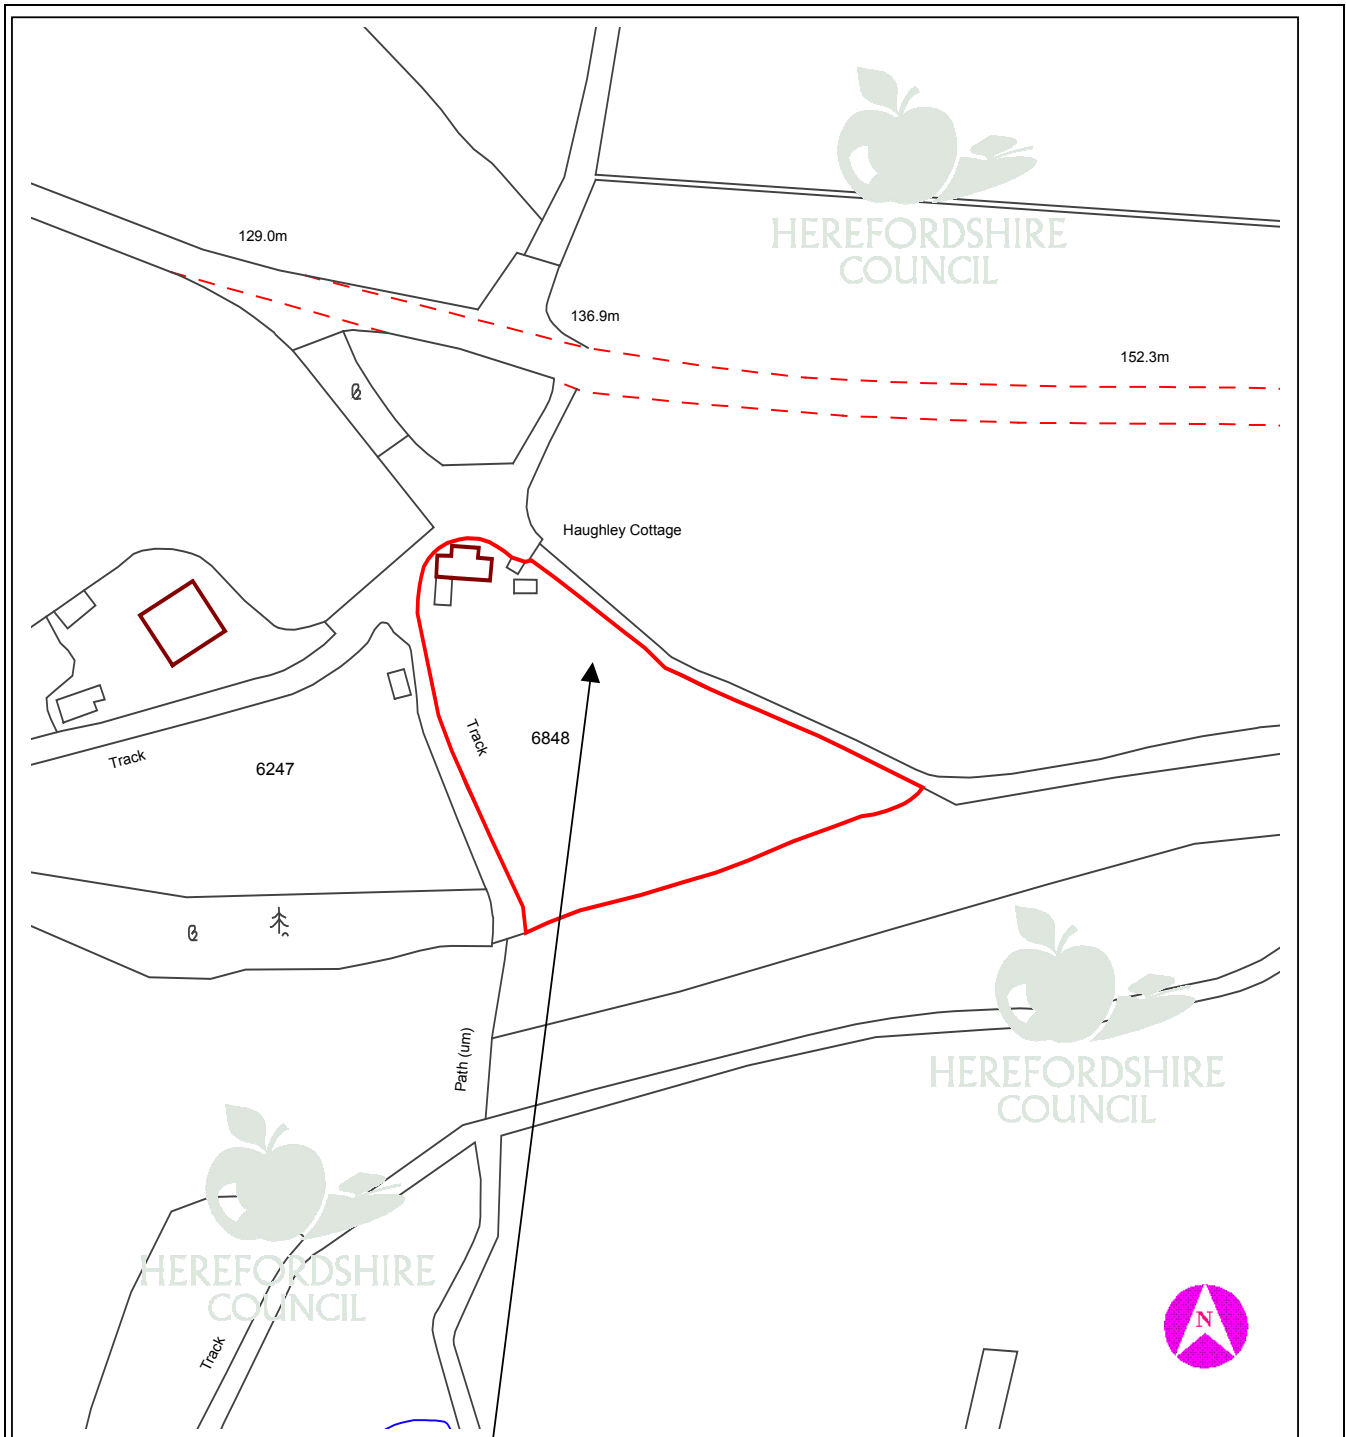 HEREFORDSHIRE
COUNCIL
129.0m
136.9m
152.3m
Haughley Cottage
Track
6848
Track
6247
Path (um)
HEREFORDSHIRE
COUNCIL
HEREFORDSHIRE
COUNCIL
Track
N